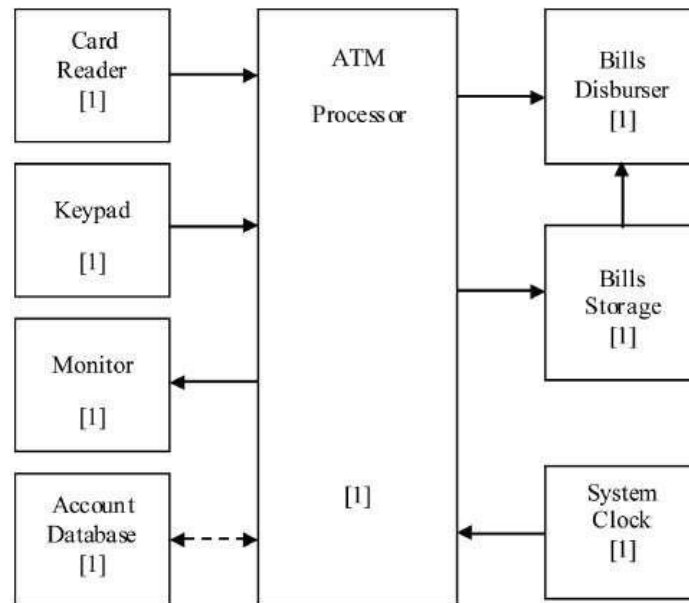 Card
Reader
[1]
Keypad
[1]
Monitor
[1]
Account
Database
[1]
ATM
Processor
[1]
Bills
Disburser
[1]
Bills
Storage
[1]
System
Clock
[1]